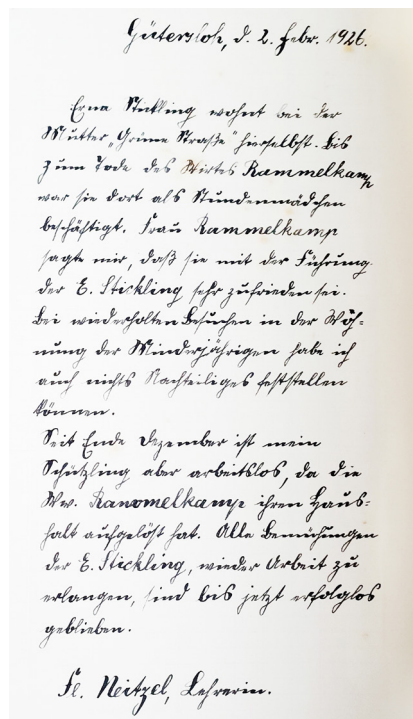 Gütersloh, d. 2. Febr. 1926.
Erna Stickling wohnt bei der
Mutter „Grüne Straße" hierselbst. Bis
zum Tode des Wirtes Rammelkamp
war sie dort als Stundenmädchen
beschäftigt. Frau Rammelkamp
sagte mir, daß sie mit der Führung
der E. Stickling sehr zufrieden sei.
Bei wiederholten Besuchen in der Woh-
nung der Minderjährigen habe ich
auch nichts Nachteiliges feststellen
können.
Seit Ende Dezember ist mein
Schützling aber arbeitslos, da die
Ww. Rammelkamp ihren Haus-
halt aufgelöst hat. Alle Bemühungen
der E. Stickling, wieder Arbeit zu
erlangen, sind bis jetzt erfolglos
geblieben.
Fr. Neitzel, Lehrerin.